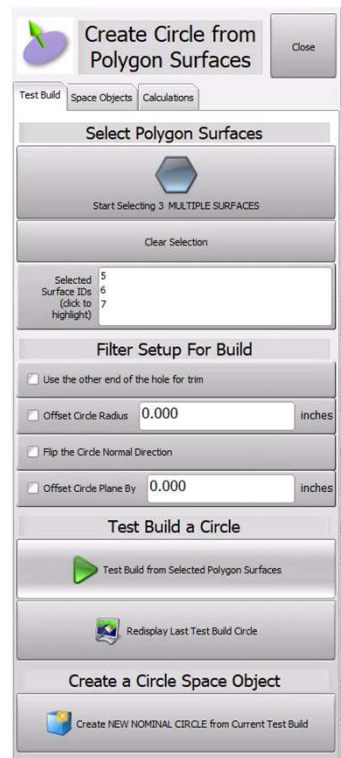 Create Circle from
Polygon Surfaces
Close
Test Build
Space Objects
Calculations
Select Polygon Surfaces
Start Selecting 3 MULTIPLE SURFACES
Clear Selection
Selected
Surface IDs
(click to
highlight)
5
6
7
Filter Setup For Build
Use the other end of the hole for trim
Offset Circle Radius 0.000 inches
Flip the Circle Normal Direction
Offset Circle Plane By 0.000 inches
Test Build a Circle
Test Build from Selected Polygon Surfaces
Redisplay Last Test Build Circle
Create a Circle Space Object
Create NEW NOMINAL CIRCLE from Current Test Build